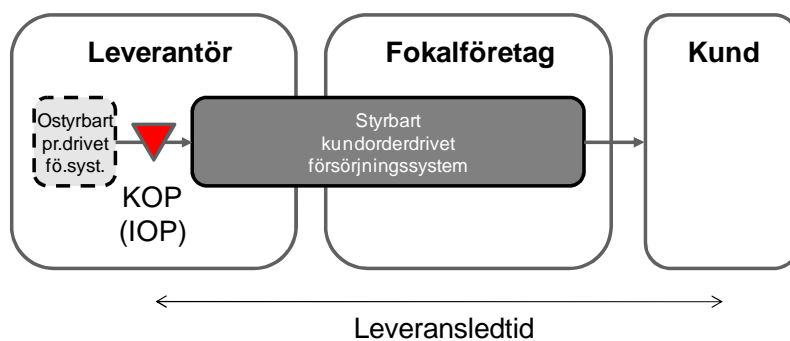 Leverantör
Fokalföretag
Kund
Ostyrbart
pr.drivet
fö.syst.
Styrbart
kundorderdrivet
försörjningssystem
KOP
(IOP)
Leveransledtid